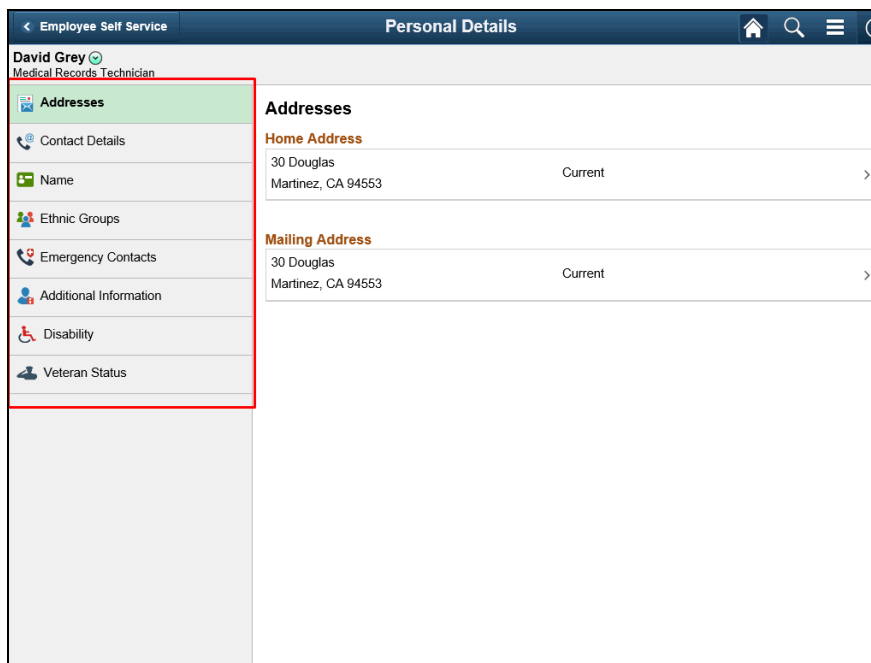 Employee Self Service
Personal Details
David Grey
Medical Records Technician
Addresses
Contact Details
Name
Ethnic Groups
Emergency Contacts
Additional Information
Disability
Veteran Status
Addresses
Home Address
30 Douglas
Martinez, CA 94553
Current
Mailing Address
30 Douglas
Martinez, CA 94553
Current